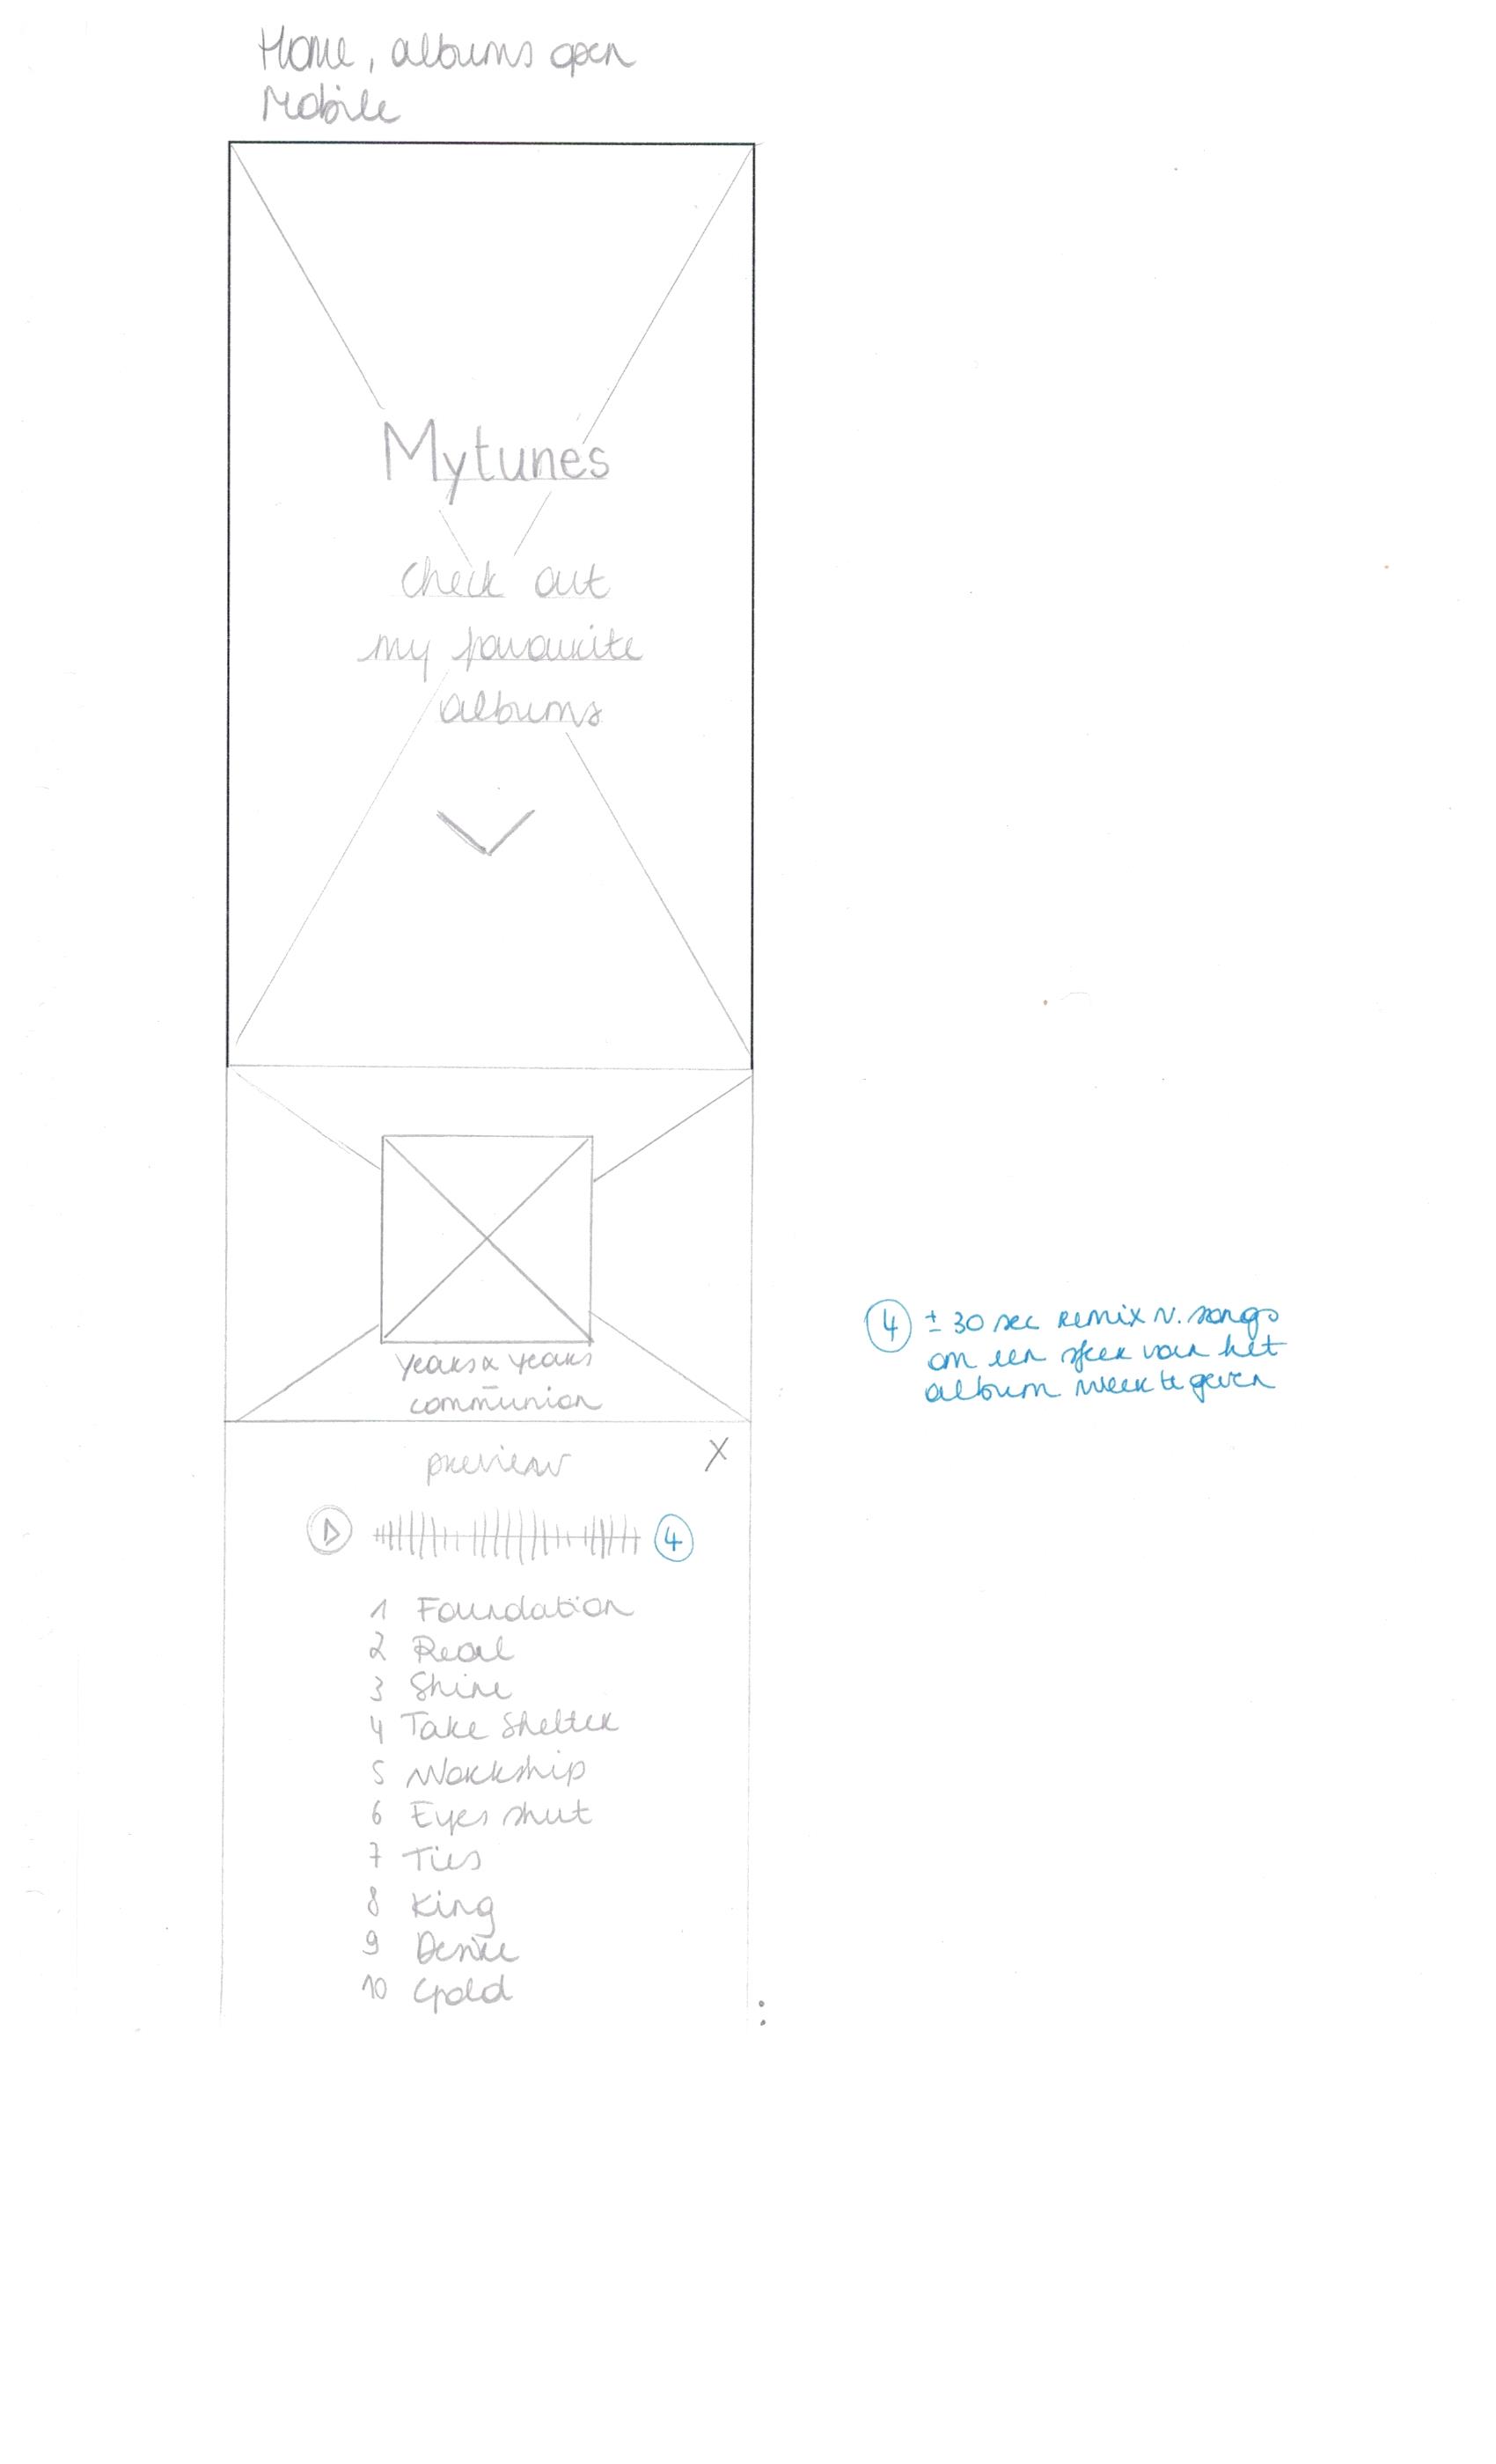 Home, albums open
Mobile
Mytunes
Check out
my favourite
albums
years & years
communion
preview
X
4
1 Foundation
2 Real
3 Shine
4 Take Shelter
5 Workship
6 Eyes shut
7 Ties
8 King
9 Desire
10 Gold
4 ± 30 sec remix v. songs
om een sfeer van het
album weer te geven